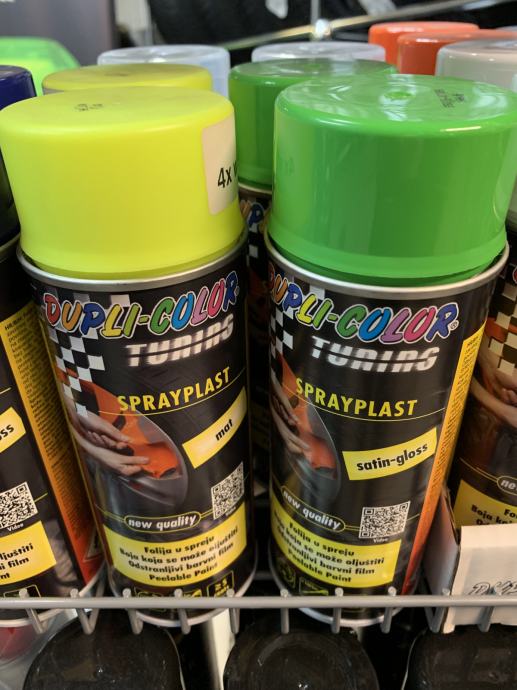 4x
DUPLI-COLOR
TUNING
SPRAYPLAST
mat
new quality
Folija u spreju
Boja koja se može oljuštiti
Odstranljivi barvni film
Peelable Paint
DUPLI-COLOR®
TUNING
SPRAYPLAST
satin-gloss
Video
new quality
Folija u spreju
Boja koja se može oljuštiti
Odstranljivi barvni film
Peelable Paint
Video